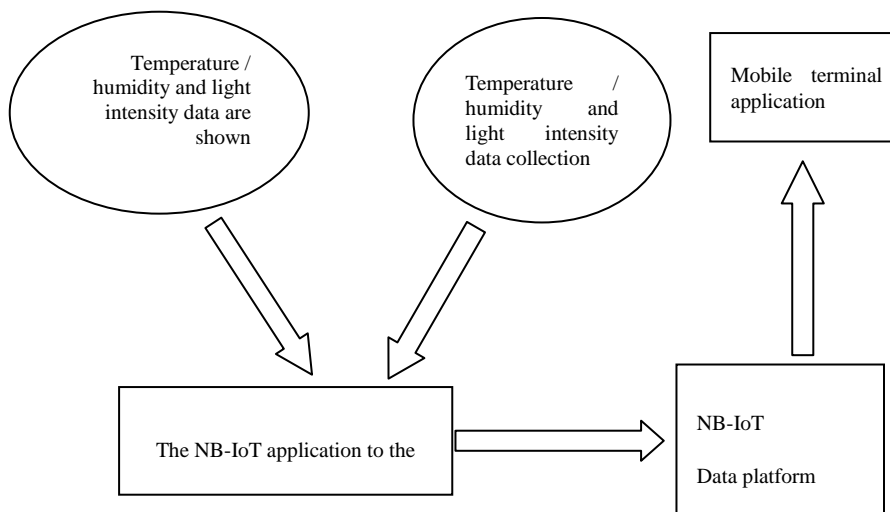 Temperature /
humidity and light
intensity data are
shown
Temperature /
humidity and
light intensity
data collection
Mobile terminal
application
The NB-IoT application to the
NB-IoT
Data platform